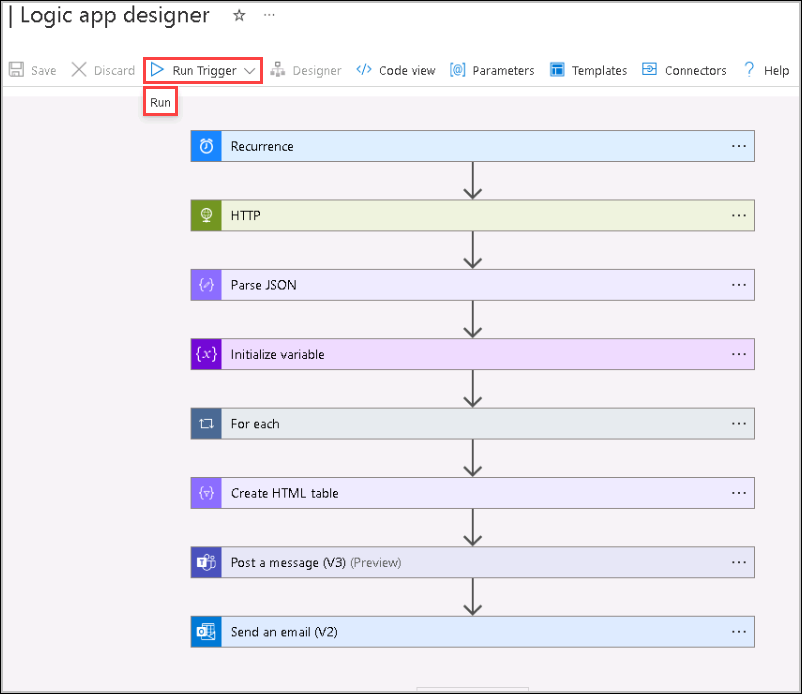 | Logic app designer ☆ ···
Save Discard Run Trigger Designer Code view Parameters Templates Connectors Help
Run
Recurrence ···
HTTP ···
Parse JSON ···
Initialize variable ···
For each ···
Create HTML table ···
Post a message (V3) (Preview) ···
Send an email (V2) ···